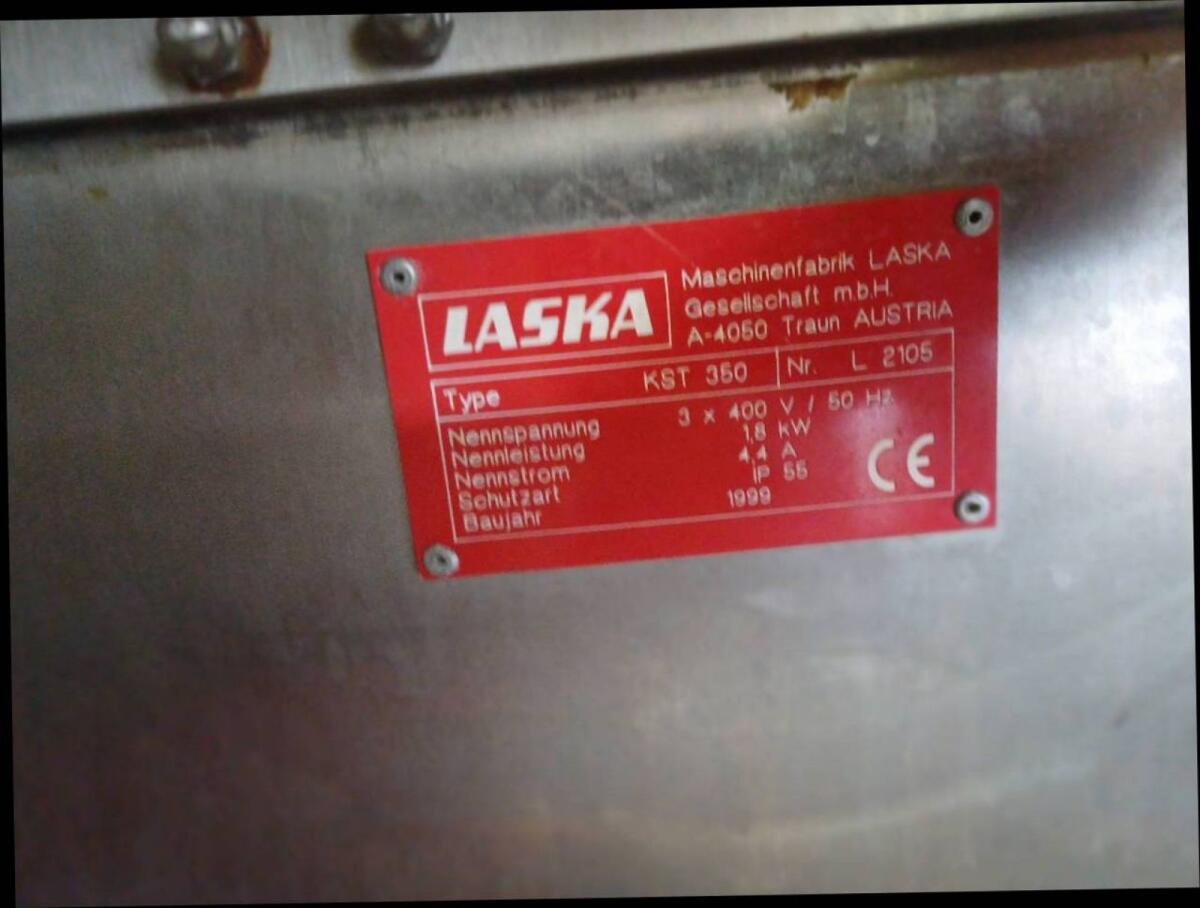 LASKA
Maschinenfabrik LASKA
Gesellschaft m.b.H.
A-4050 Traun AUSTRIA
Type KST 350 Nr. L 2105
Nennspannung 3 x 400 V / 50 Hz
Nennleistung 1,8 kW
Nennstrom 4,4 A
Schutzart IP 55
Baujahr 1999
CE